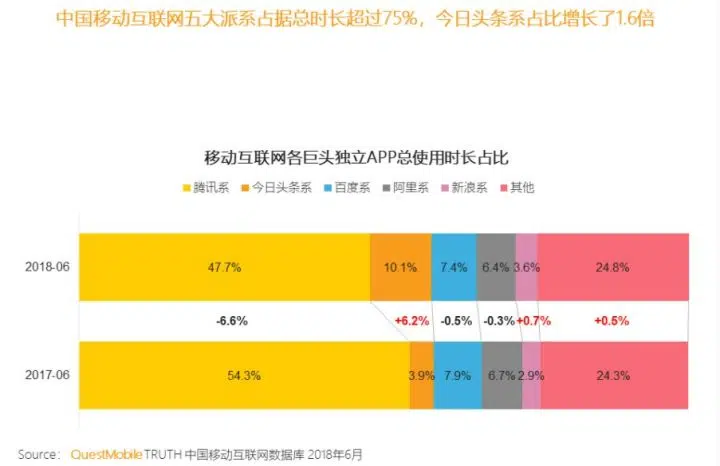 中国移动互联网五大派系占据总时长超过75%，今日头条系占比增长了1.6倍
移动互联网各巨头独立APP总使用时长占比
腾讯系 今日头条系 百度系 阿里系 新浪系 其他
2018-06 47.7% 10.1% 7.4% 6.4% 3.6% 24.8%
-6.6% +6.2% -0.5% -0.3% +0.7% +0.5%
2017-06 54.3% 3.9% 7.9% 6.7% 2.9% 24.3%
Source： QuestMobile TRUTH 中国移动互联网数据库 2018年6月